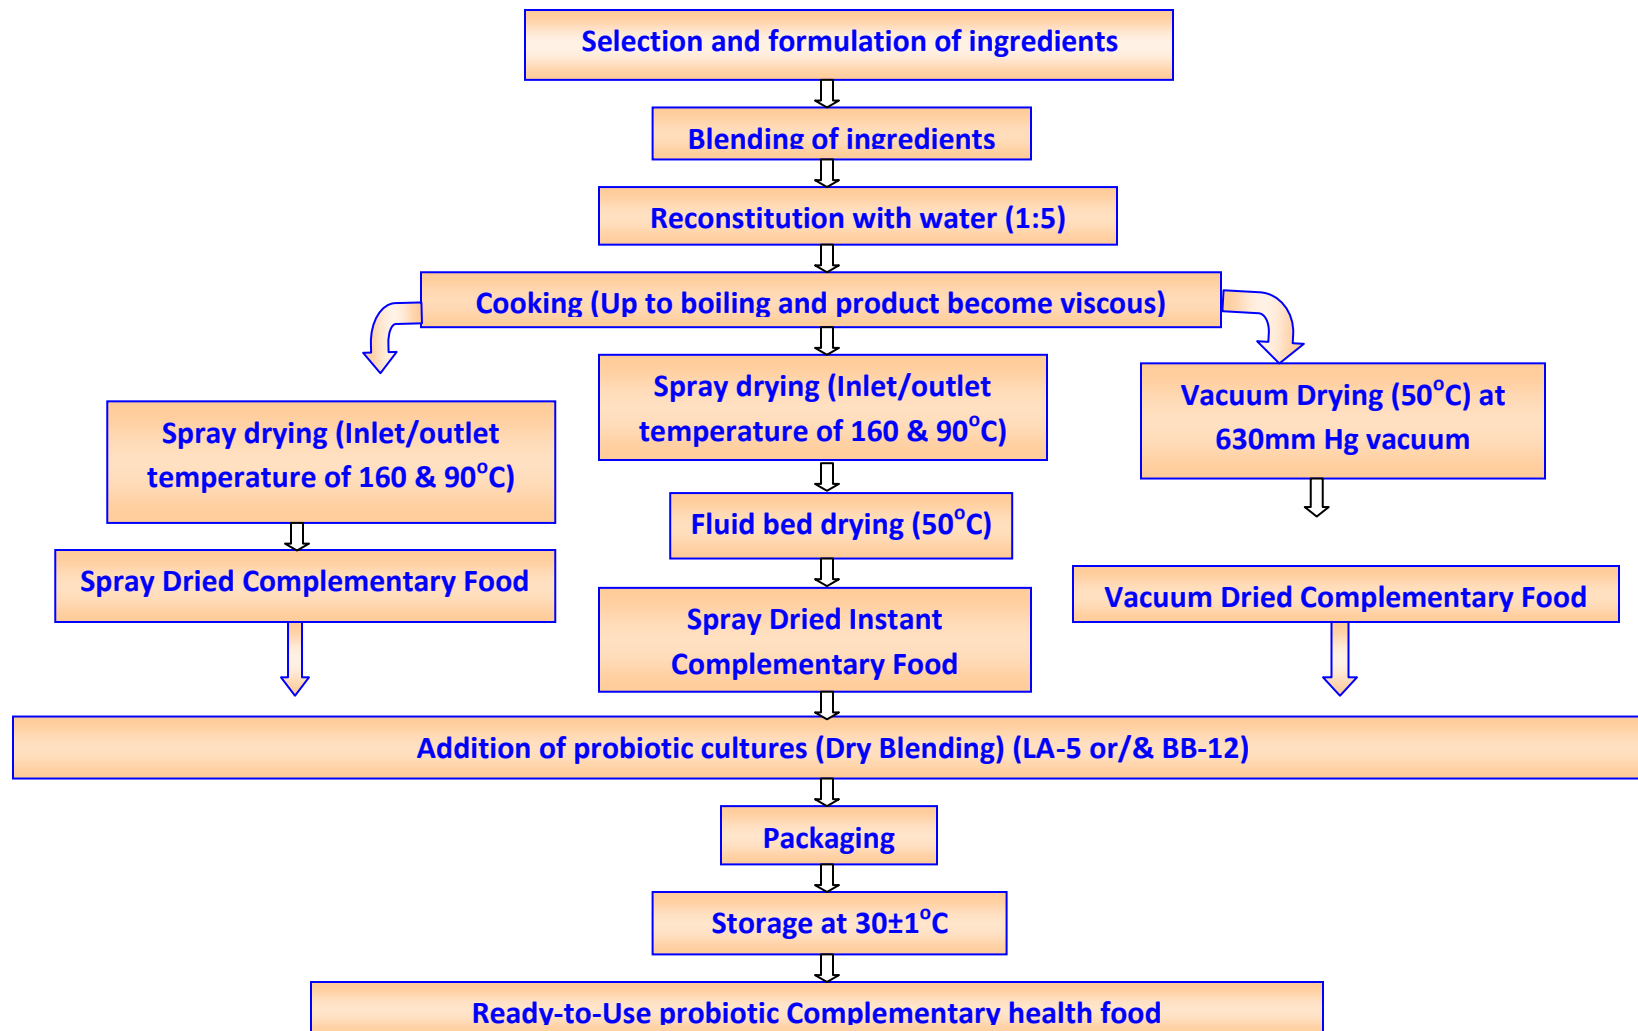 Selection and formulation of ingredients
Blending of ingredients
Reconstitution with water (1:5)
Cooking (Up to boiling and product become viscous)
Spray drying (Inlet/outlet
temperature of 160 & 90°C)
Spray drying (Inlet/outlet
temperature of 160 & 90°C)
Vacuum Drying (50°C) at
630mm Hg vacuum
Fluid bed drying (50°C)
Spray Dried Complementary Food
Spray Dried Instant
Complementary Food
Vacuum Dried Complementary Food
Addition of probiotic cultures (Dry Blending) (LA-5 or/& BB-12)
Packaging
Storage at 30±1°C
Ready-to-Use probiotic Complementary health food